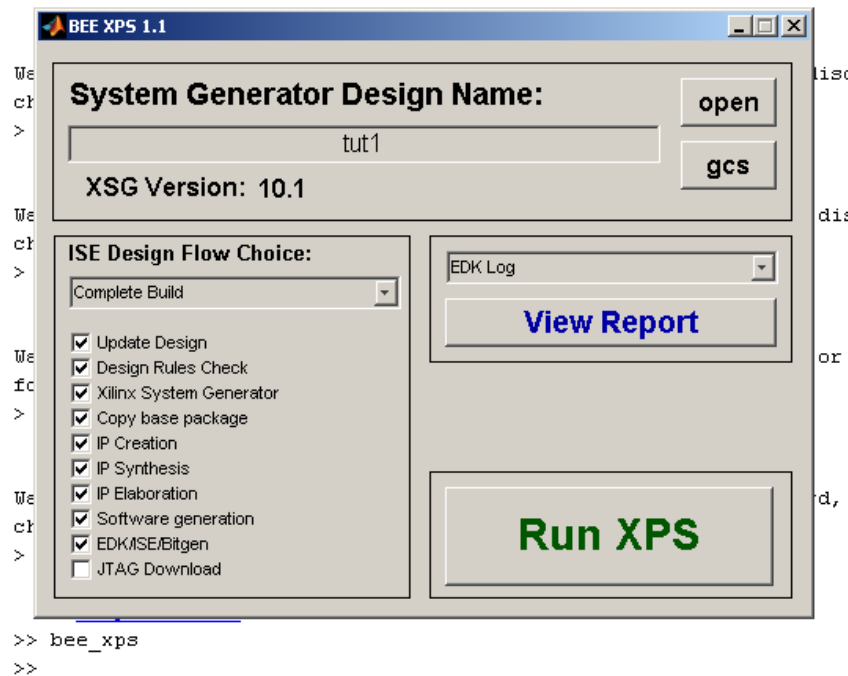 BEE XPS 1.1
System Generator Design Name:
open
tut1
gcs
XSG Version: 10.1
ISE Design Flow Choice:
Complete Build
EDK Log
View Report
Update Design
Design Rules Check
Xilinx System Generator
Copy base package
IP Creation
IP Synthesis
IP Elaboration
Software generation
EDK/ISE/Bitgen
JTAG Download
Run XPS
>
>
or
>
>
>> bee_xps
>>